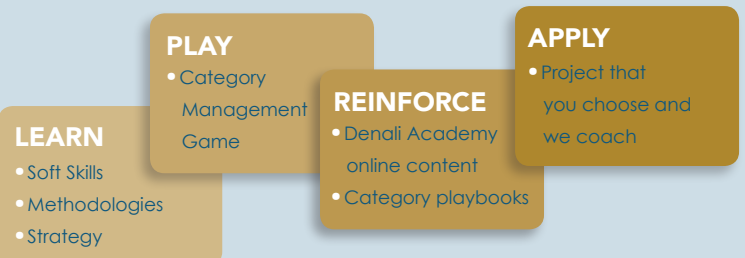 LEARN
• Soft Skills
• Methodologies
• Strategy
PLAY
• Category
Management
Game
REINFORCE
• Denali Academy
online content
• Category playbooks
APPLY
• Project that
you choose and
we coach